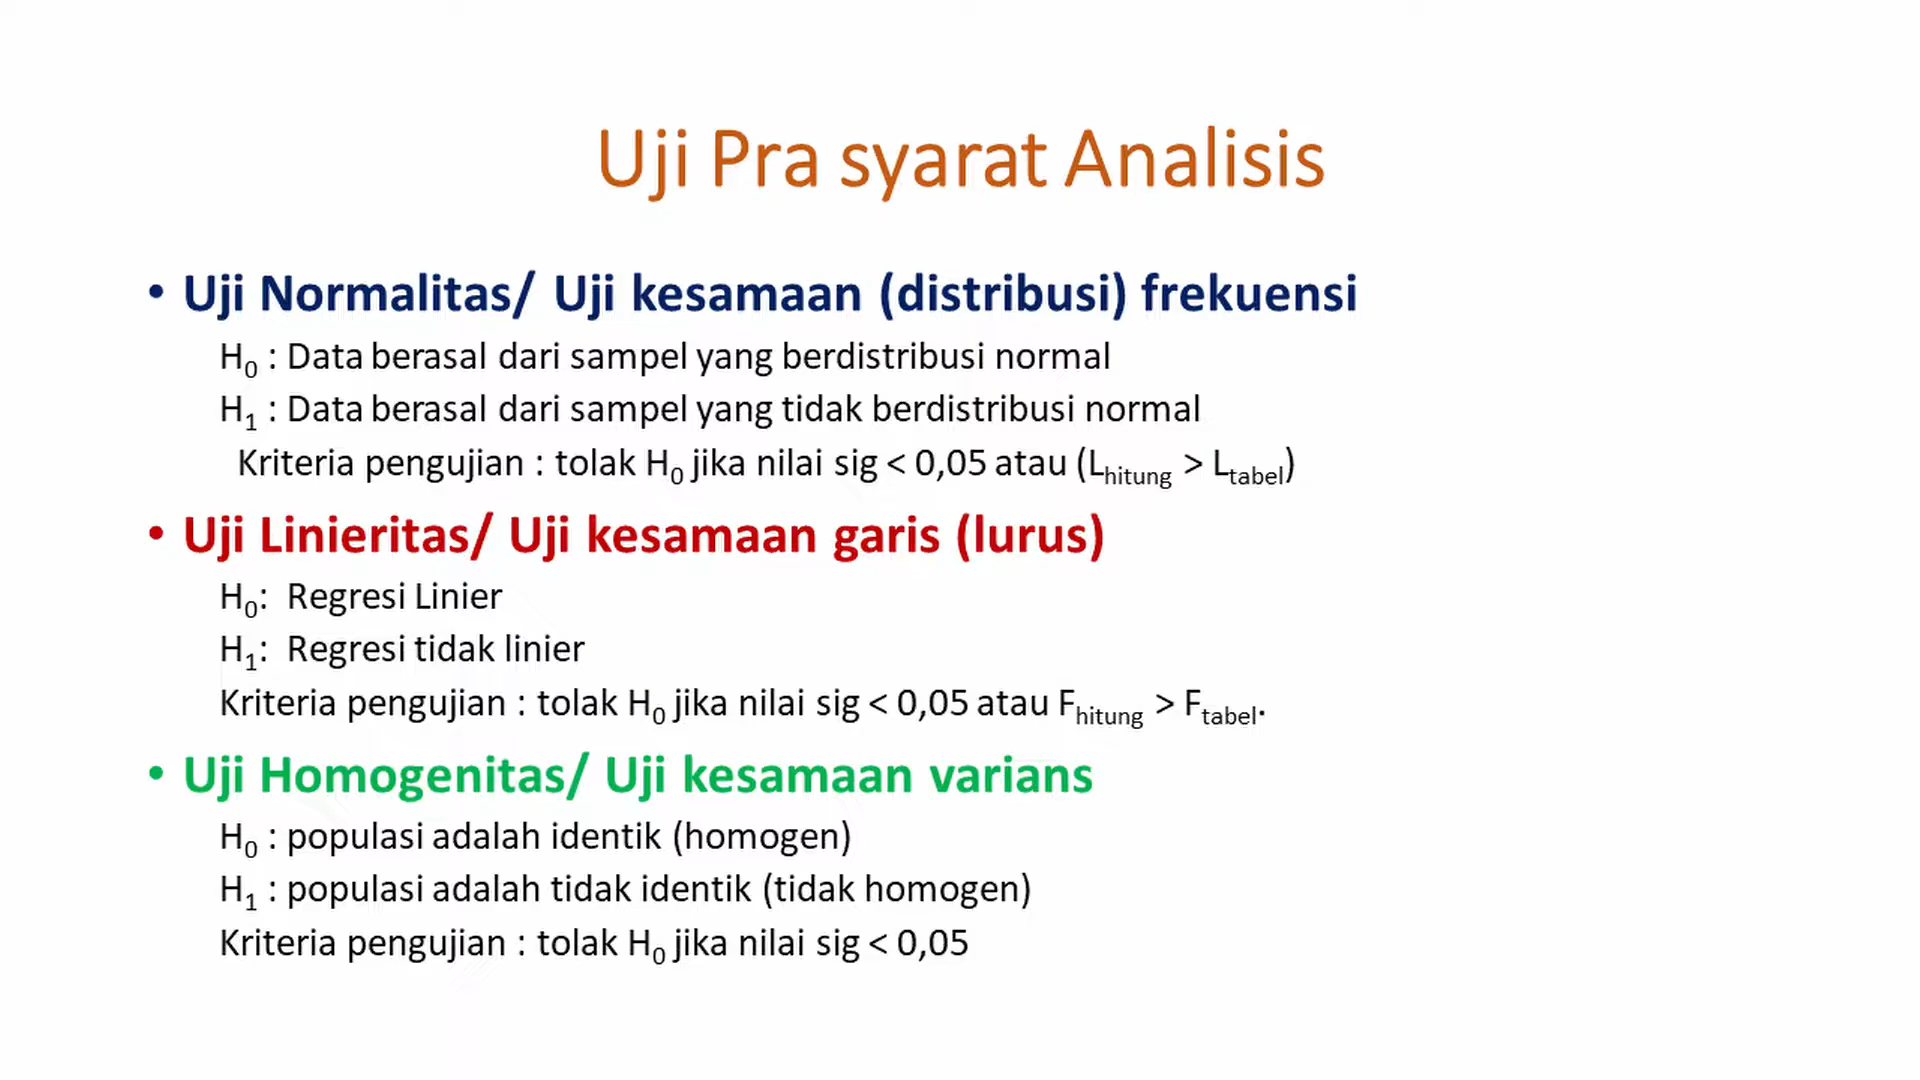 Uji Pra syarat Analisis
• Uji Normalitas/ Uji kesamaan (distribusi) frekuensi
H₀ : Data berasal dari sampel yang berdistribusi normal
H₁ : Data berasal dari sampel yang tidak berdistribusi normal
Kriteria pengujian : tolak H₀ jika nilai sig < 0,05 atau (Lhitung > Ltabel)
• Uji Linieritas/ Uji kesamaan garis (lurus)
H₀: Regresi Linier
H₁: Regresi tidak linier
Kriteria pengujian : tolak H₀ jika nilai sig < 0,05 atau Fhitung > Ftabel.
• Uji Homogenitas/ Uji kesamaan varians
H₀ : populasi adalah identik (homogen)
H₁ : populasi adalah tidak identik (tidak homogen)
Kriteria pengujian : tolak H₀ jika nilai sig < 0,05